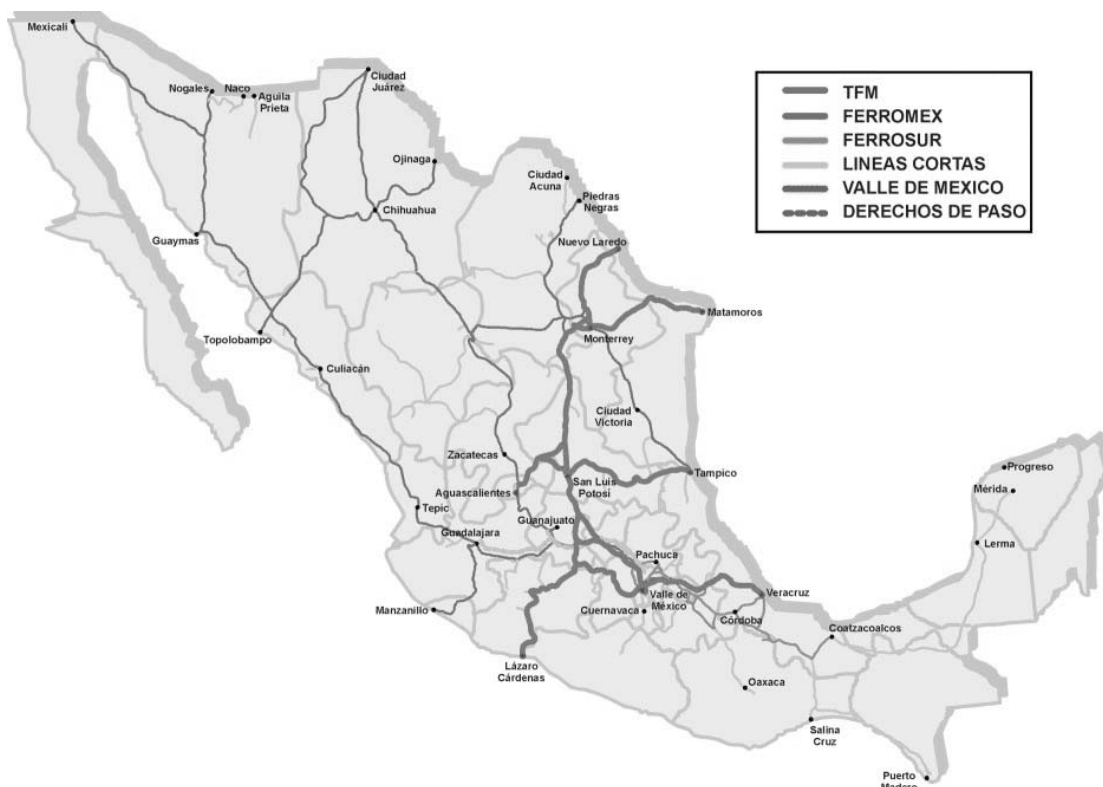 Mexicali
Nogales
Naco
Aguila
Prieta
Ciudad
Juárez
TFM
FERROMEX
FERROSUR
LINEAS CORTAS
VALLE DE MEXICO
DERECHOS DE PASO
Ojinaga
Ciudad
Acuna
Piedras
Negras
Chihuahua
Guaymas
Nuevo Laredo
Matamoros
Topolobampo
Monterrey
Culiacán
Ciudad
Victoria
Zacatecas
Tampico
Progreso
Aguascalientes
San Luis
Potosí
Mérida
Tepic
Guanajuato
Guadalajara
Lerma
Pachuca
Manzanillo
Cuernavaca
Valle de
México
Veracruz
Córdoba
Coatzacoalcos
Lázaro
Cárdenas
Oaxaca
Salina
Cruz
Puerto
Madero